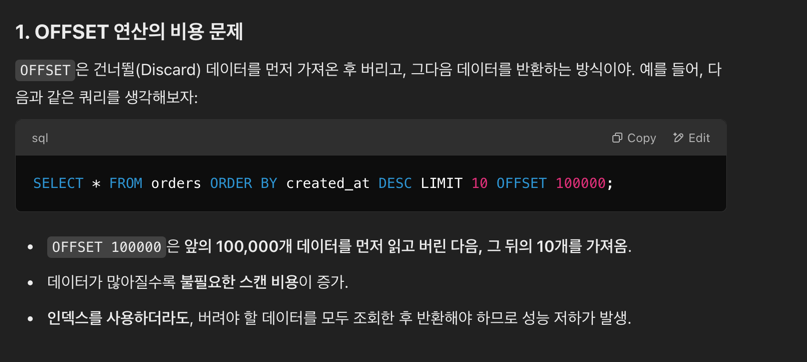 1. OFFSET 연산의 비용 문제
OFFSET은 건너뛸(Discard) 데이터를 먼저 가져온 후 버리고, 그다음 데이터를 반환하는 방식이야. 예를 들어, 다
음과 같은 쿼리를 생각해보자:
sql Copy Edit
SELECT * FROM orders ORDER BY created_at DESC LIMIT 10 OFFSET 100000;
• OFFSET 100000은 앞의 100,000개 데이터를 먼저 읽고 버린 다음, 그 뒤의 10개를 가져옴.
• 데이터가 많아질수록 불필요한 스캔 비용이 증가.
• 인덱스를 사용하더라도, 버려야 할 데이터를 모두 조회한 후 반환해야 하므로 성능 저하가 발생.